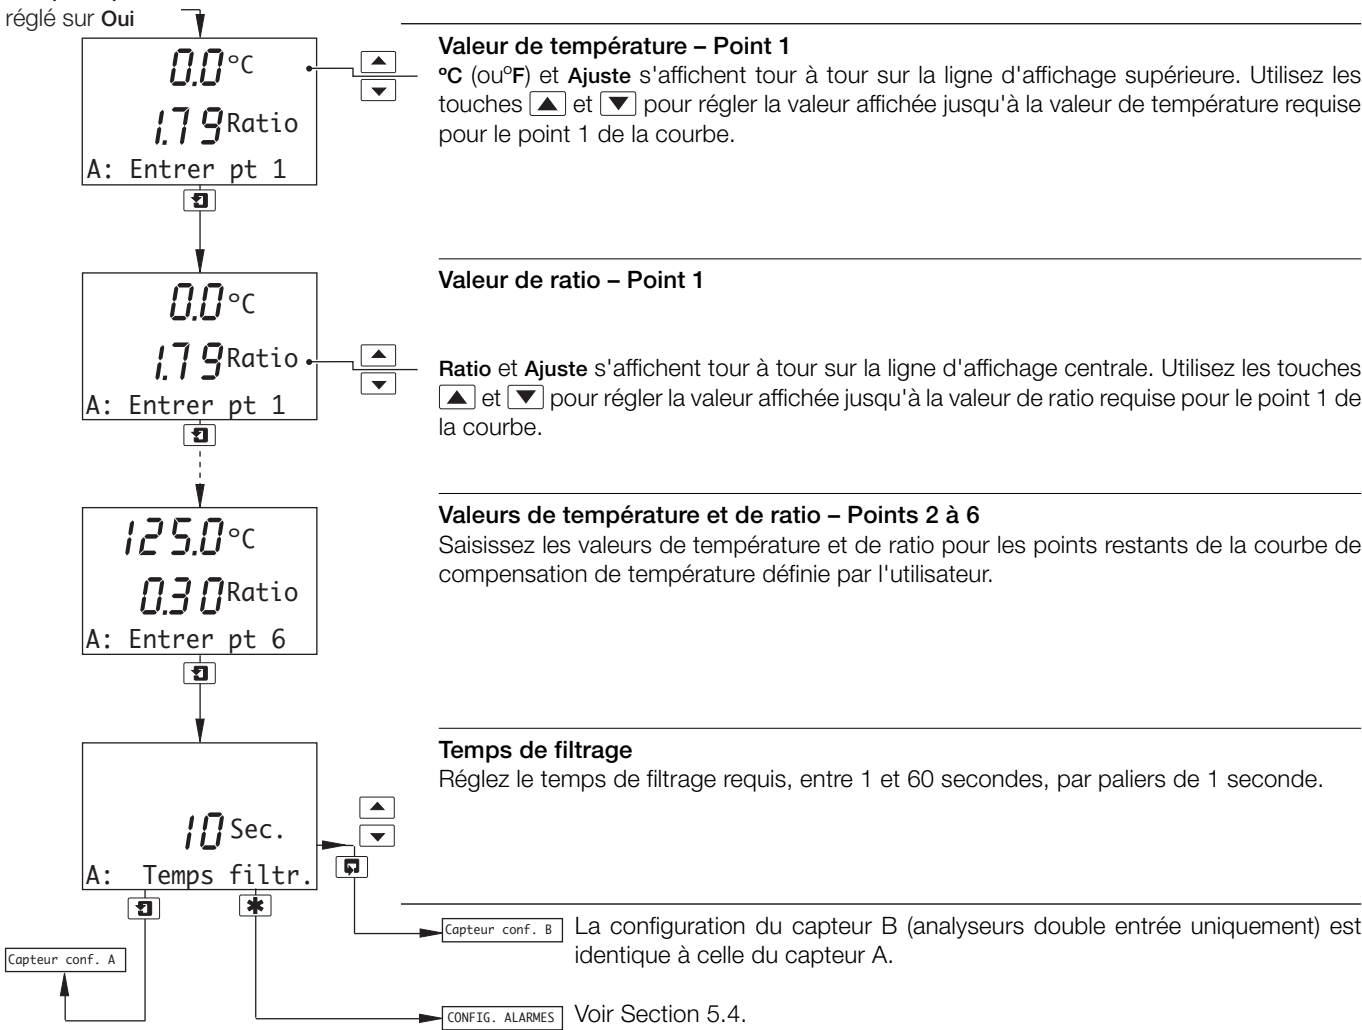 réglé sur Oui
0.0 °C
1.79 Ratio
A: Entrer pt 1
Valeur de température – Point 1
ºC (ouºF) et Ajuste s'affichent tour à tour sur la ligne d'affichage supérieure. Utilisez les
touches ▲ et ▼ pour régler la valeur affichée jusqu'à la valeur de température requise
pour le point 1 de la courbe.
0.0 °C
1.79 Ratio
A: Entrer pt 1
Valeur de ratio – Point 1
Ratio et Ajuste s'affichent tour à tour sur la ligne d'affichage centrale. Utilisez les touches
▲ et ▼ pour régler la valeur affichée jusqu'à la valeur de ratio requise pour le point 1 de
la courbe.
125.0 °C
0.30 Ratio
A: Entrer pt 6
Valeurs de température et de ratio – Points 2 à 6
Saisissez les valeurs de température et de ratio pour les points restants de la courbe de
compensation de température définie par l'utilisateur.
10 Sec.
A: Temps filtr.
Temps de filtrage
Réglez le temps de filtrage requis, entre 1 et 60 secondes, par paliers de 1 seconde.
Capteur conf. B
La configuration du capteur B (analyseurs double entrée uniquement) est
identique à celle du capteur A.
Capteur conf. A
CONFIG. ALARMES
Voir Section 5.4.